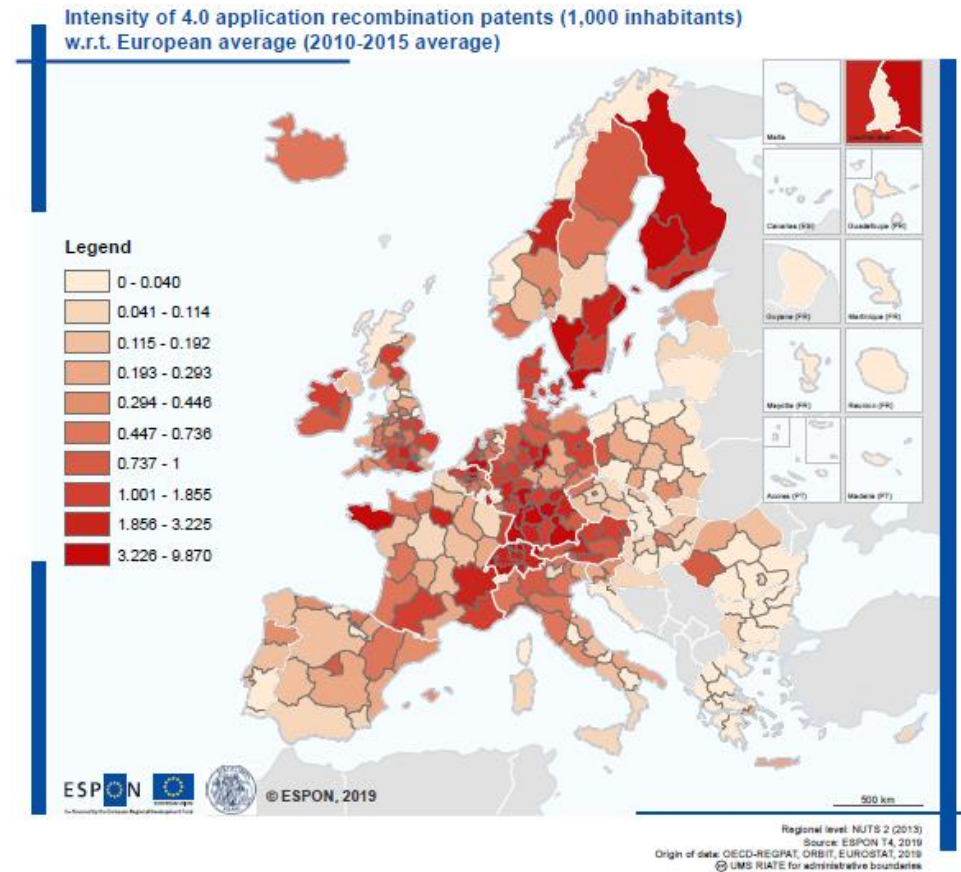 Intensity of 4.0 application recombination patents (1,000 inhabitants)
w.r.t. European average (2010-2015 average)
Legend
0 - 0.040
0.041 - 0.114
0.115 - 0.192
0.193 - 0.293
0.294 - 0.446
0.447 - 0.736
0.737 - 1
1.001 - 1.855
1.856 - 3.225
3.226 - 9.870
Malta
Canarias (ES)
Guadeloupe (FR)
Guyane (FR)
Martinique (FR)
Mayotte (FR)
Reunion (FR)
Azores (PT)
Madeira (PT)
ESPON
© ESPON, 2019
500 km
Regional level: NUTS 2 (2013)
Source: ESPON T4, 2019
Origin of data: OECD-REGPAT, ORBIT, EUROSTAT, 2019
UMS RIATE for administrative boundaries